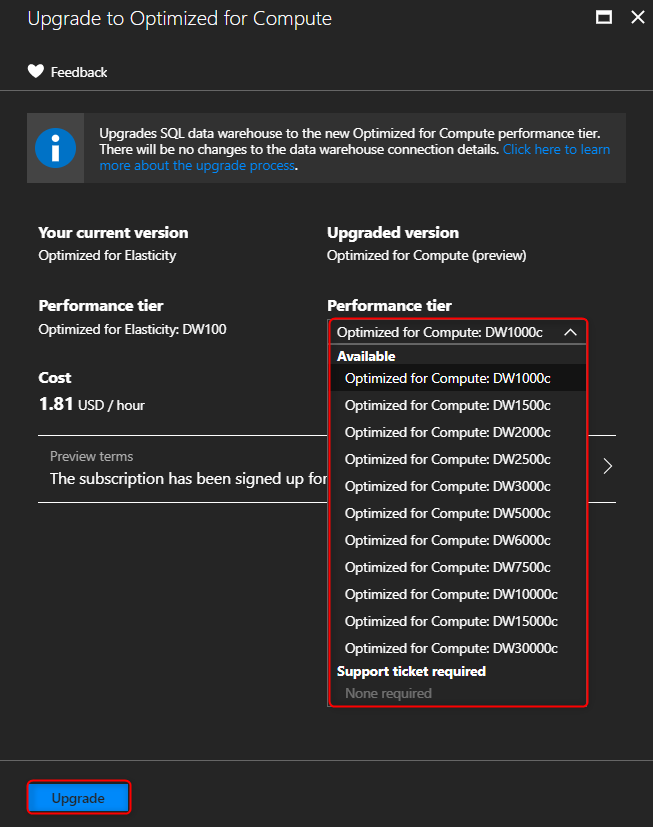 Upgrade to Optimized for Compute
Feedback
Upgrades SQL data warehouse to the new Optimized for Compute performance tier.
There will be no changes to the data warehouse connection details. Click here to learn
more about the upgrade process.
Your current version
Optimized for Elasticity
Upgraded version
Optimized for Compute (preview)
Performance tier
Optimized for Elasticity: DW100
Performance tier
Optimized for Compute: DW1000c
Available
Optimized for Compute: DW1000c
Optimized for Compute: DW1500c
Optimized for Compute: DW2000c
Optimized for Compute: DW2500c
Optimized for Compute: DW3000c
Optimized for Compute: DW5000c
Optimized for Compute: DW6000c
Optimized for Compute: DW7500c
Optimized for Compute: DW10000c
Optimized for Compute: DW15000c
Optimized for Compute: DW30000c
Support ticket required
None required
Cost
1.81 USD / hour
Preview terms
The subscription has been signed up for
Upgrade